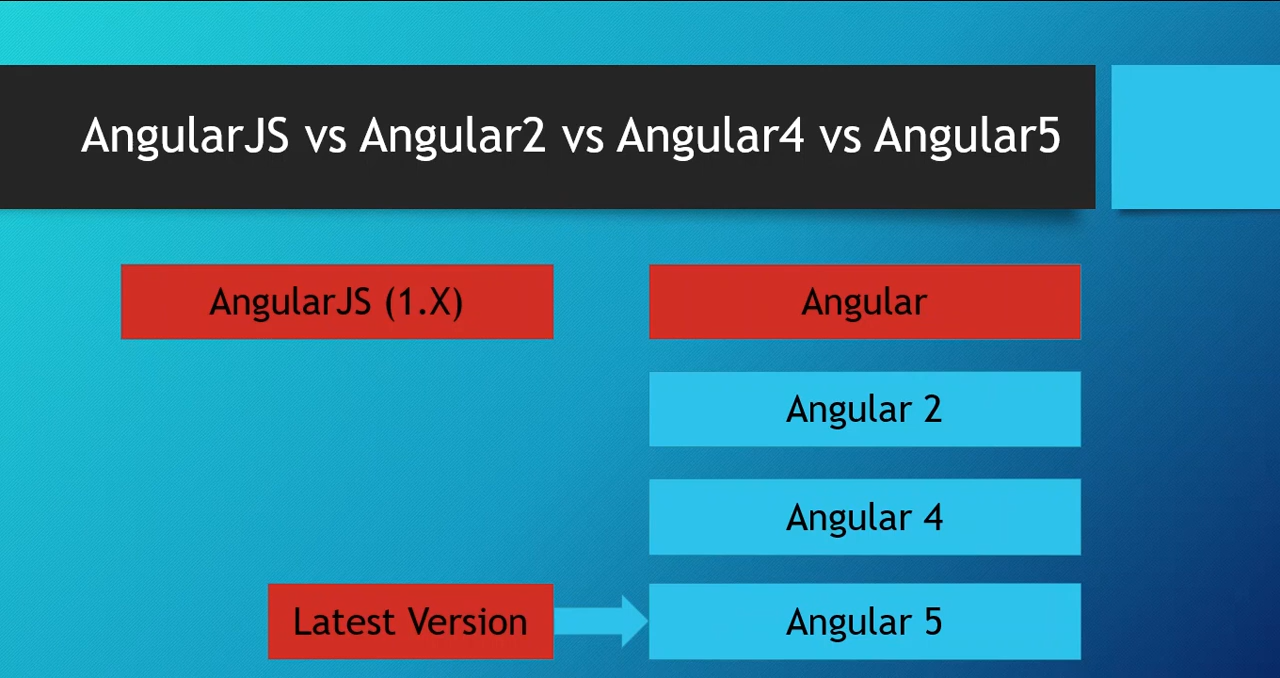 AngularJS vs Angular2 vs Angular4 vs Angular5
AngularJS (1.X)
Angular
Angular 2
Angular 4
Latest Version
Angular 5